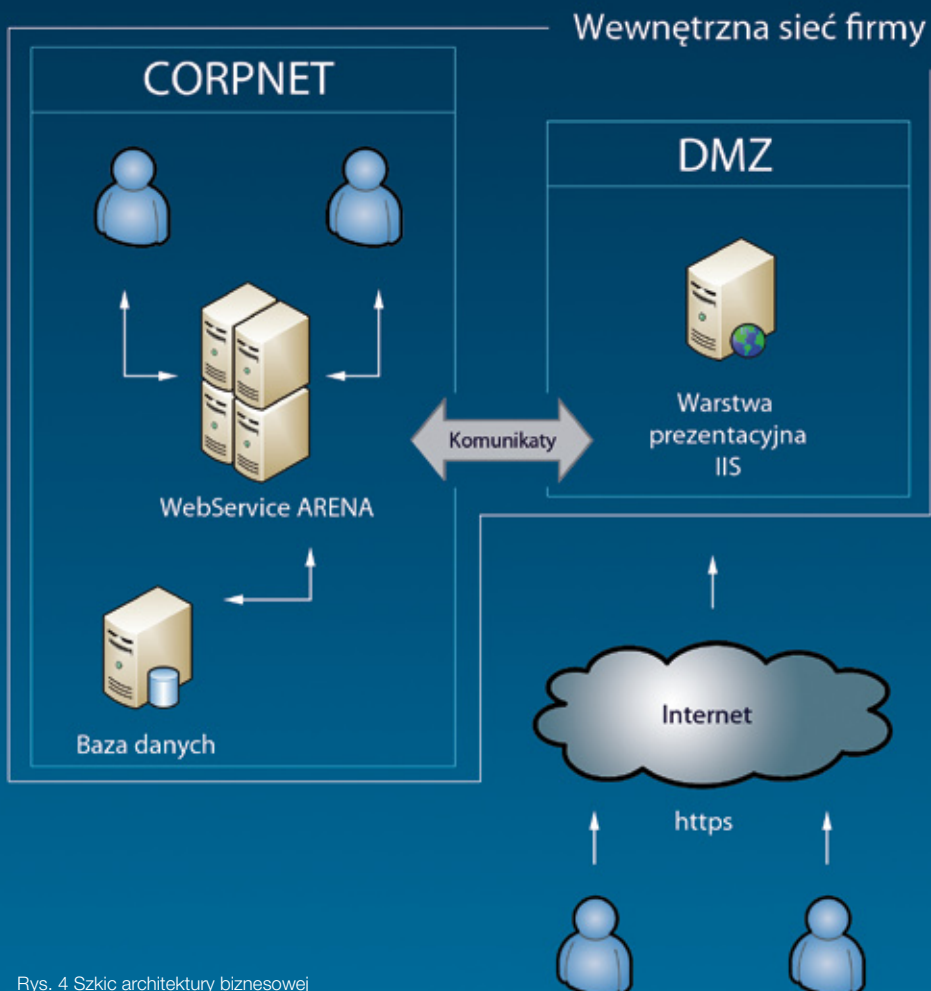 Wewnętrzna sieć firmy
CORPNET
DMZ
Warstwa
prezentacyjna
IIS
Komunikaty
WebService ARENA
Baza danych
Internet
https
Rys. 4 Szkic architektury biznesowej